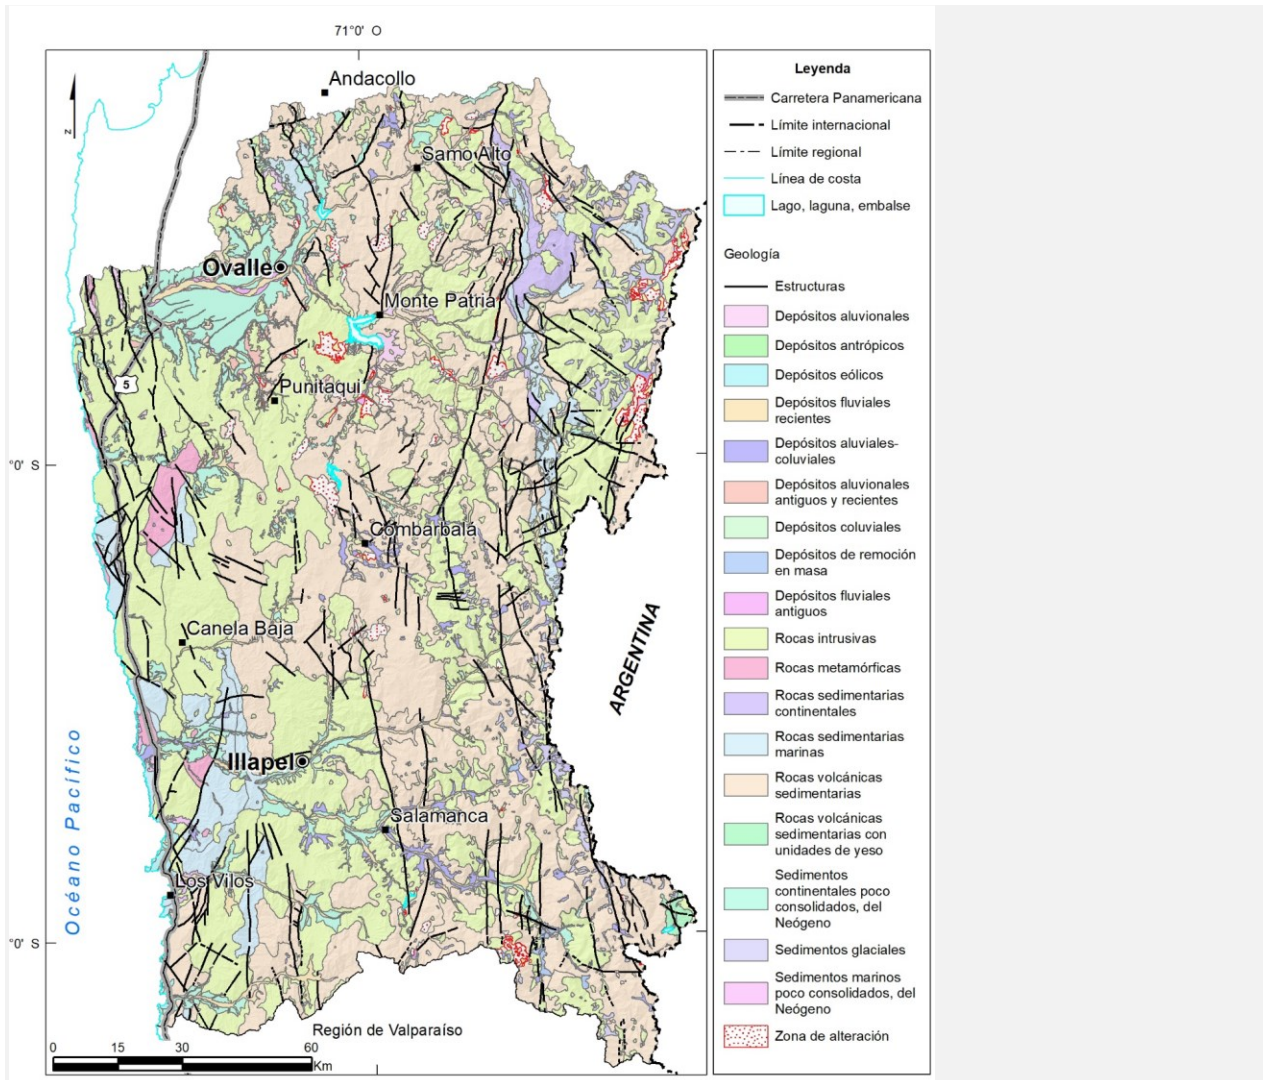 71°0' O
Andacollo
z
Samo Alto
Ovalle
Monte Patria
5
Punitaqui
°0' S
Combarbalá
Canela Baja
ARGENTINA
Océano Pacífico
Illapel
Salamanca
Los Vilos
°0' S
Región de Valparaíso
0 15 30 60
Km
Leyenda
Carretera Panamericana
Límite internacional
Límite regional
Línea de costa
Lago, laguna, embalse
Geología
Estructuras
Depósitos aluvionales
Depósitos antrópicos
Depósitos eólicos
Depósitos fluviales
recientes
Depósitos aluviales-
coluviales
Depósitos aluvionales
antiguos y recientes
Depósitos coluviales
Depósitos de remoción
en masa
Depósitos fluviales
antiguos
Rocas intrusivas
Rocas metamórficas
Rocas sedimentarias
continentales
Rocas sedimentarias
marinas
Rocas volcánicas
sedimentarias
Rocas volcánicas
sedimentarias con
unidades de yeso
Sedimentos
continentales poco
consolidados, del
Neógeno
Sedimentos glaciales
Sedimentos marinos
poco consolidados, del
Neógeno
Zona de alteración